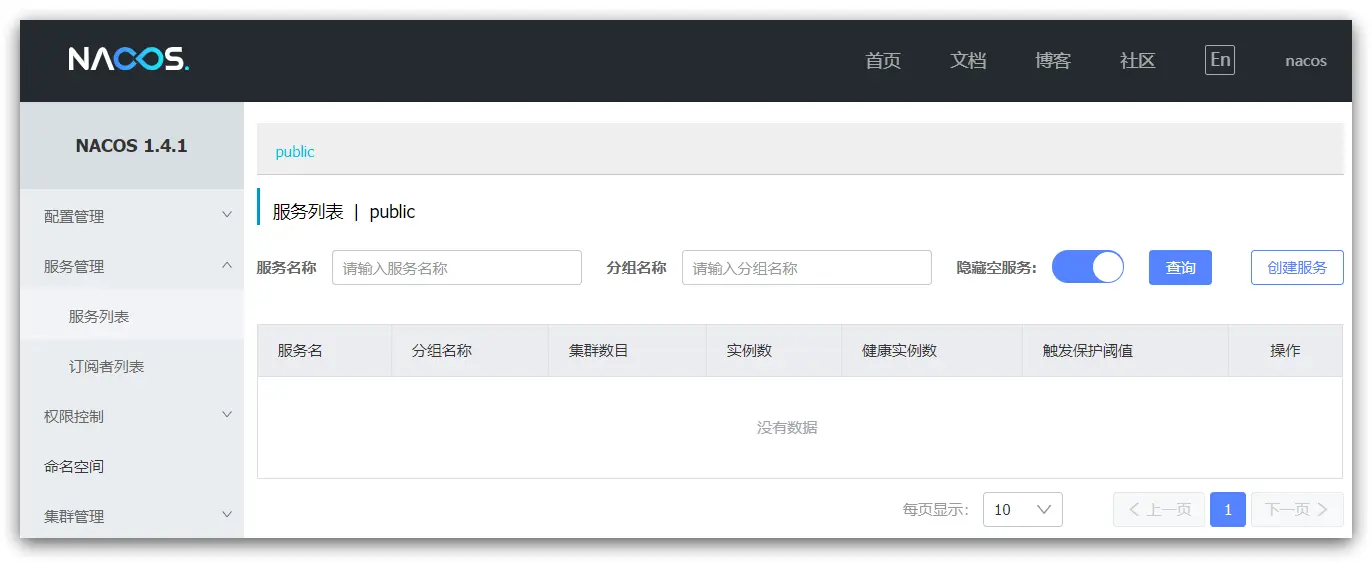 NACOS. 首页 文档 博客 社区 En nacos
NACOS 1.4.1
配置管理
服务管理
服务列表
订阅者列表
权限控制
命名空间
集群管理
public
服务列表 | public
服务名称 请输入服务名称 分组名称 请输入分组名称 隐藏空服务: 查询 创建服务
服务名 分组名称 集群数目 实例数 健康实例数 触发保护阈值 操作
没有数据
每页显示: 10 上一页 1 下一页